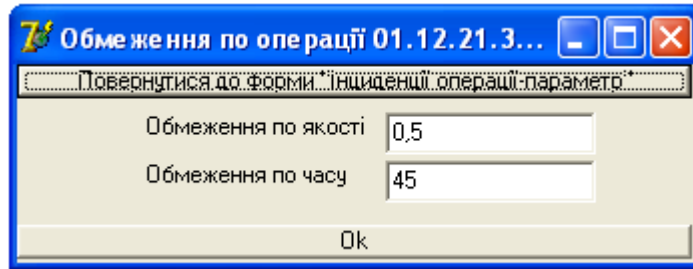 Обмеження по операції 01.12.21.3...
Повернутися до форми "інциденції операції-параметрі"
Обмеження по якості 0,5
Обмеження по часу 45
Ok